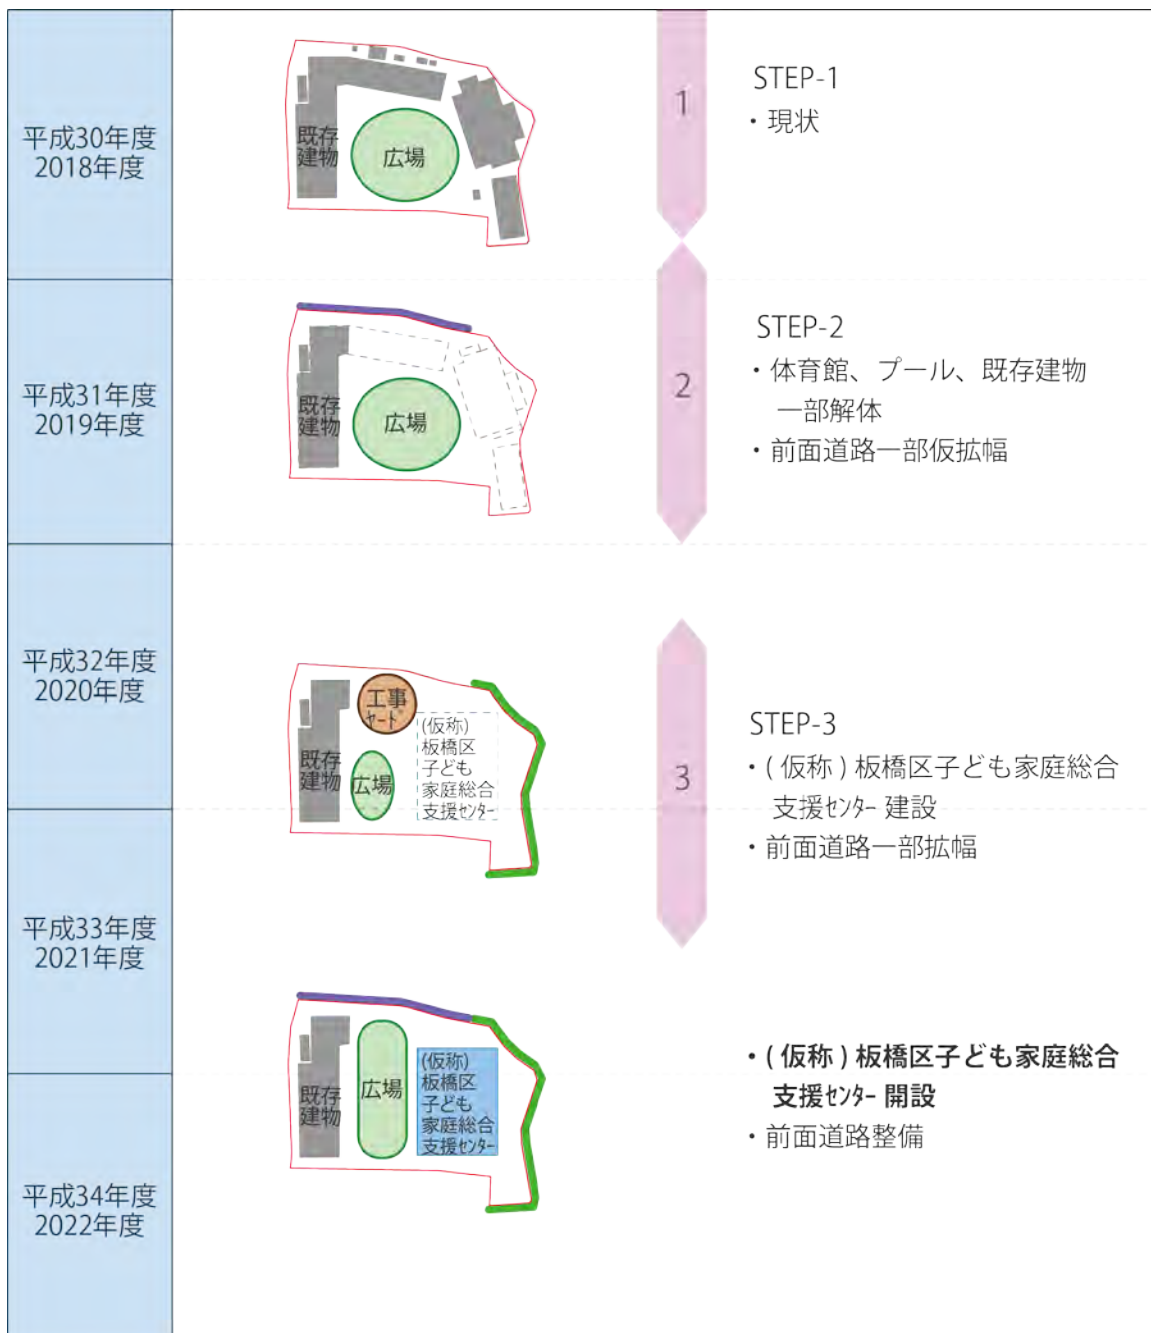 平成30年度
2018年度
既存
建物
広場
1
STEP-1
・現状
平成31年度
2019年度
既存
建物
広場
2
STEP-2
・体育館、プール、既存建物
一部解体
・前面道路一部仮拡幅
平成32年度
2020年度
工事
ﾔｰﾄﾞ
既存
建物
広場
(仮称)
板橋区
子ども
家庭総合
支援ｾﾝﾀｰ
3
STEP-3
・( 仮称 ) 板橋区子ども家庭総合
支援ｾﾝﾀｰ 建設
・前面道路一部拡幅
平成33年度
2021年度
既存
建物
広場
(仮称)
板橋区
子ども
家庭総合
支援ｾﾝﾀｰ
・( 仮称 ) 板橋区子ども家庭総合
支援ｾﾝﾀｰ 開設
・前面道路整備
平成34年度
2022年度